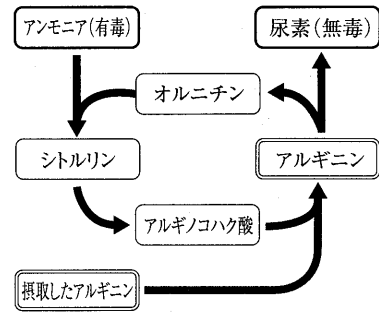 アンモニア(有毒)
尿素(無毒)
オルニチン
シトルリン
アルギニン
アルギノコハク酸
摂取したアルギニン